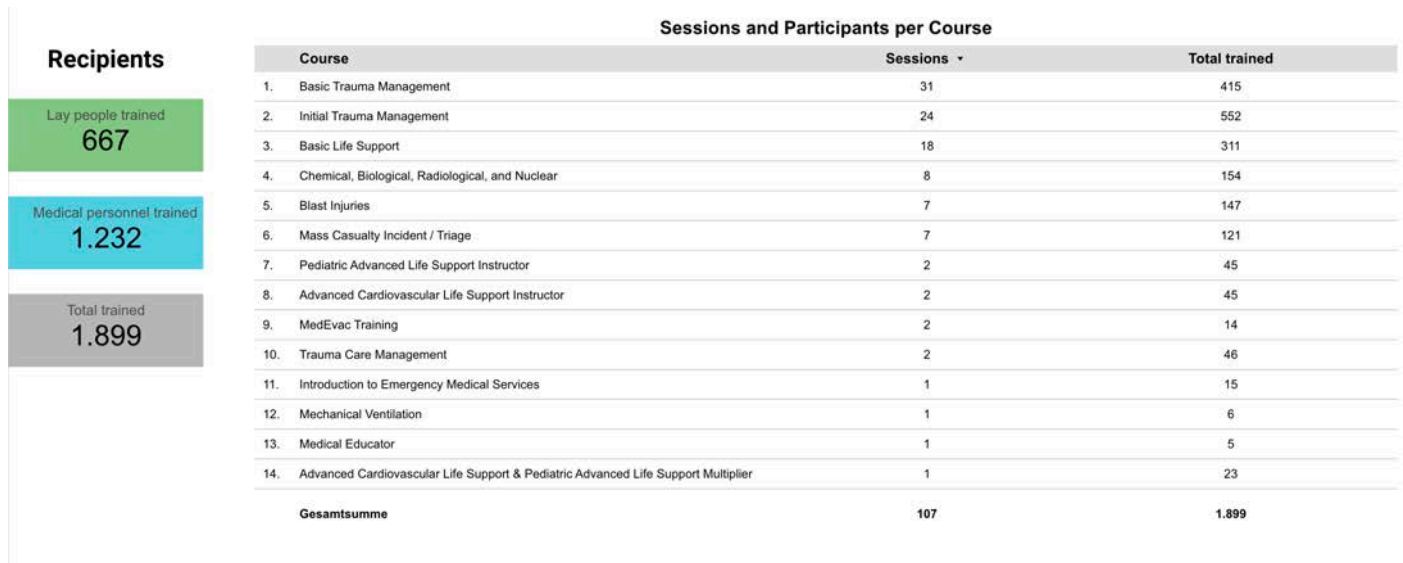 Recipients
Lay people trained
667
Medical personnel trained
1.232
Total trained
1.899
Sessions and Participants per Course
Course Sessions Total trained
1. Basic Trauma Management 31 415
2. Initial Trauma Management 24 552
3. Basic Life Support 18 311
4. Chemical, Biological, Radiological, and Nuclear 8 154
5. Blast Injuries 7 147
6. Mass Casualty Incident / Triage 7 121
7. Pediatric Advanced Life Support Instructor 2 45
8. Advanced Cardiovascular Life Support Instructor 2 45
9. MedEvac Training 2 14
10. Trauma Care Management 2 46
11. Introduction to Emergency Medical Services 1 15
12. Mechanical Ventilation 1 6
13. Medical Educator 1 5
14. Advanced Cardiovascular Life Support & Pediatric Advanced Life Support Multiplier 1 23
Gesamtsumme 107 1.899